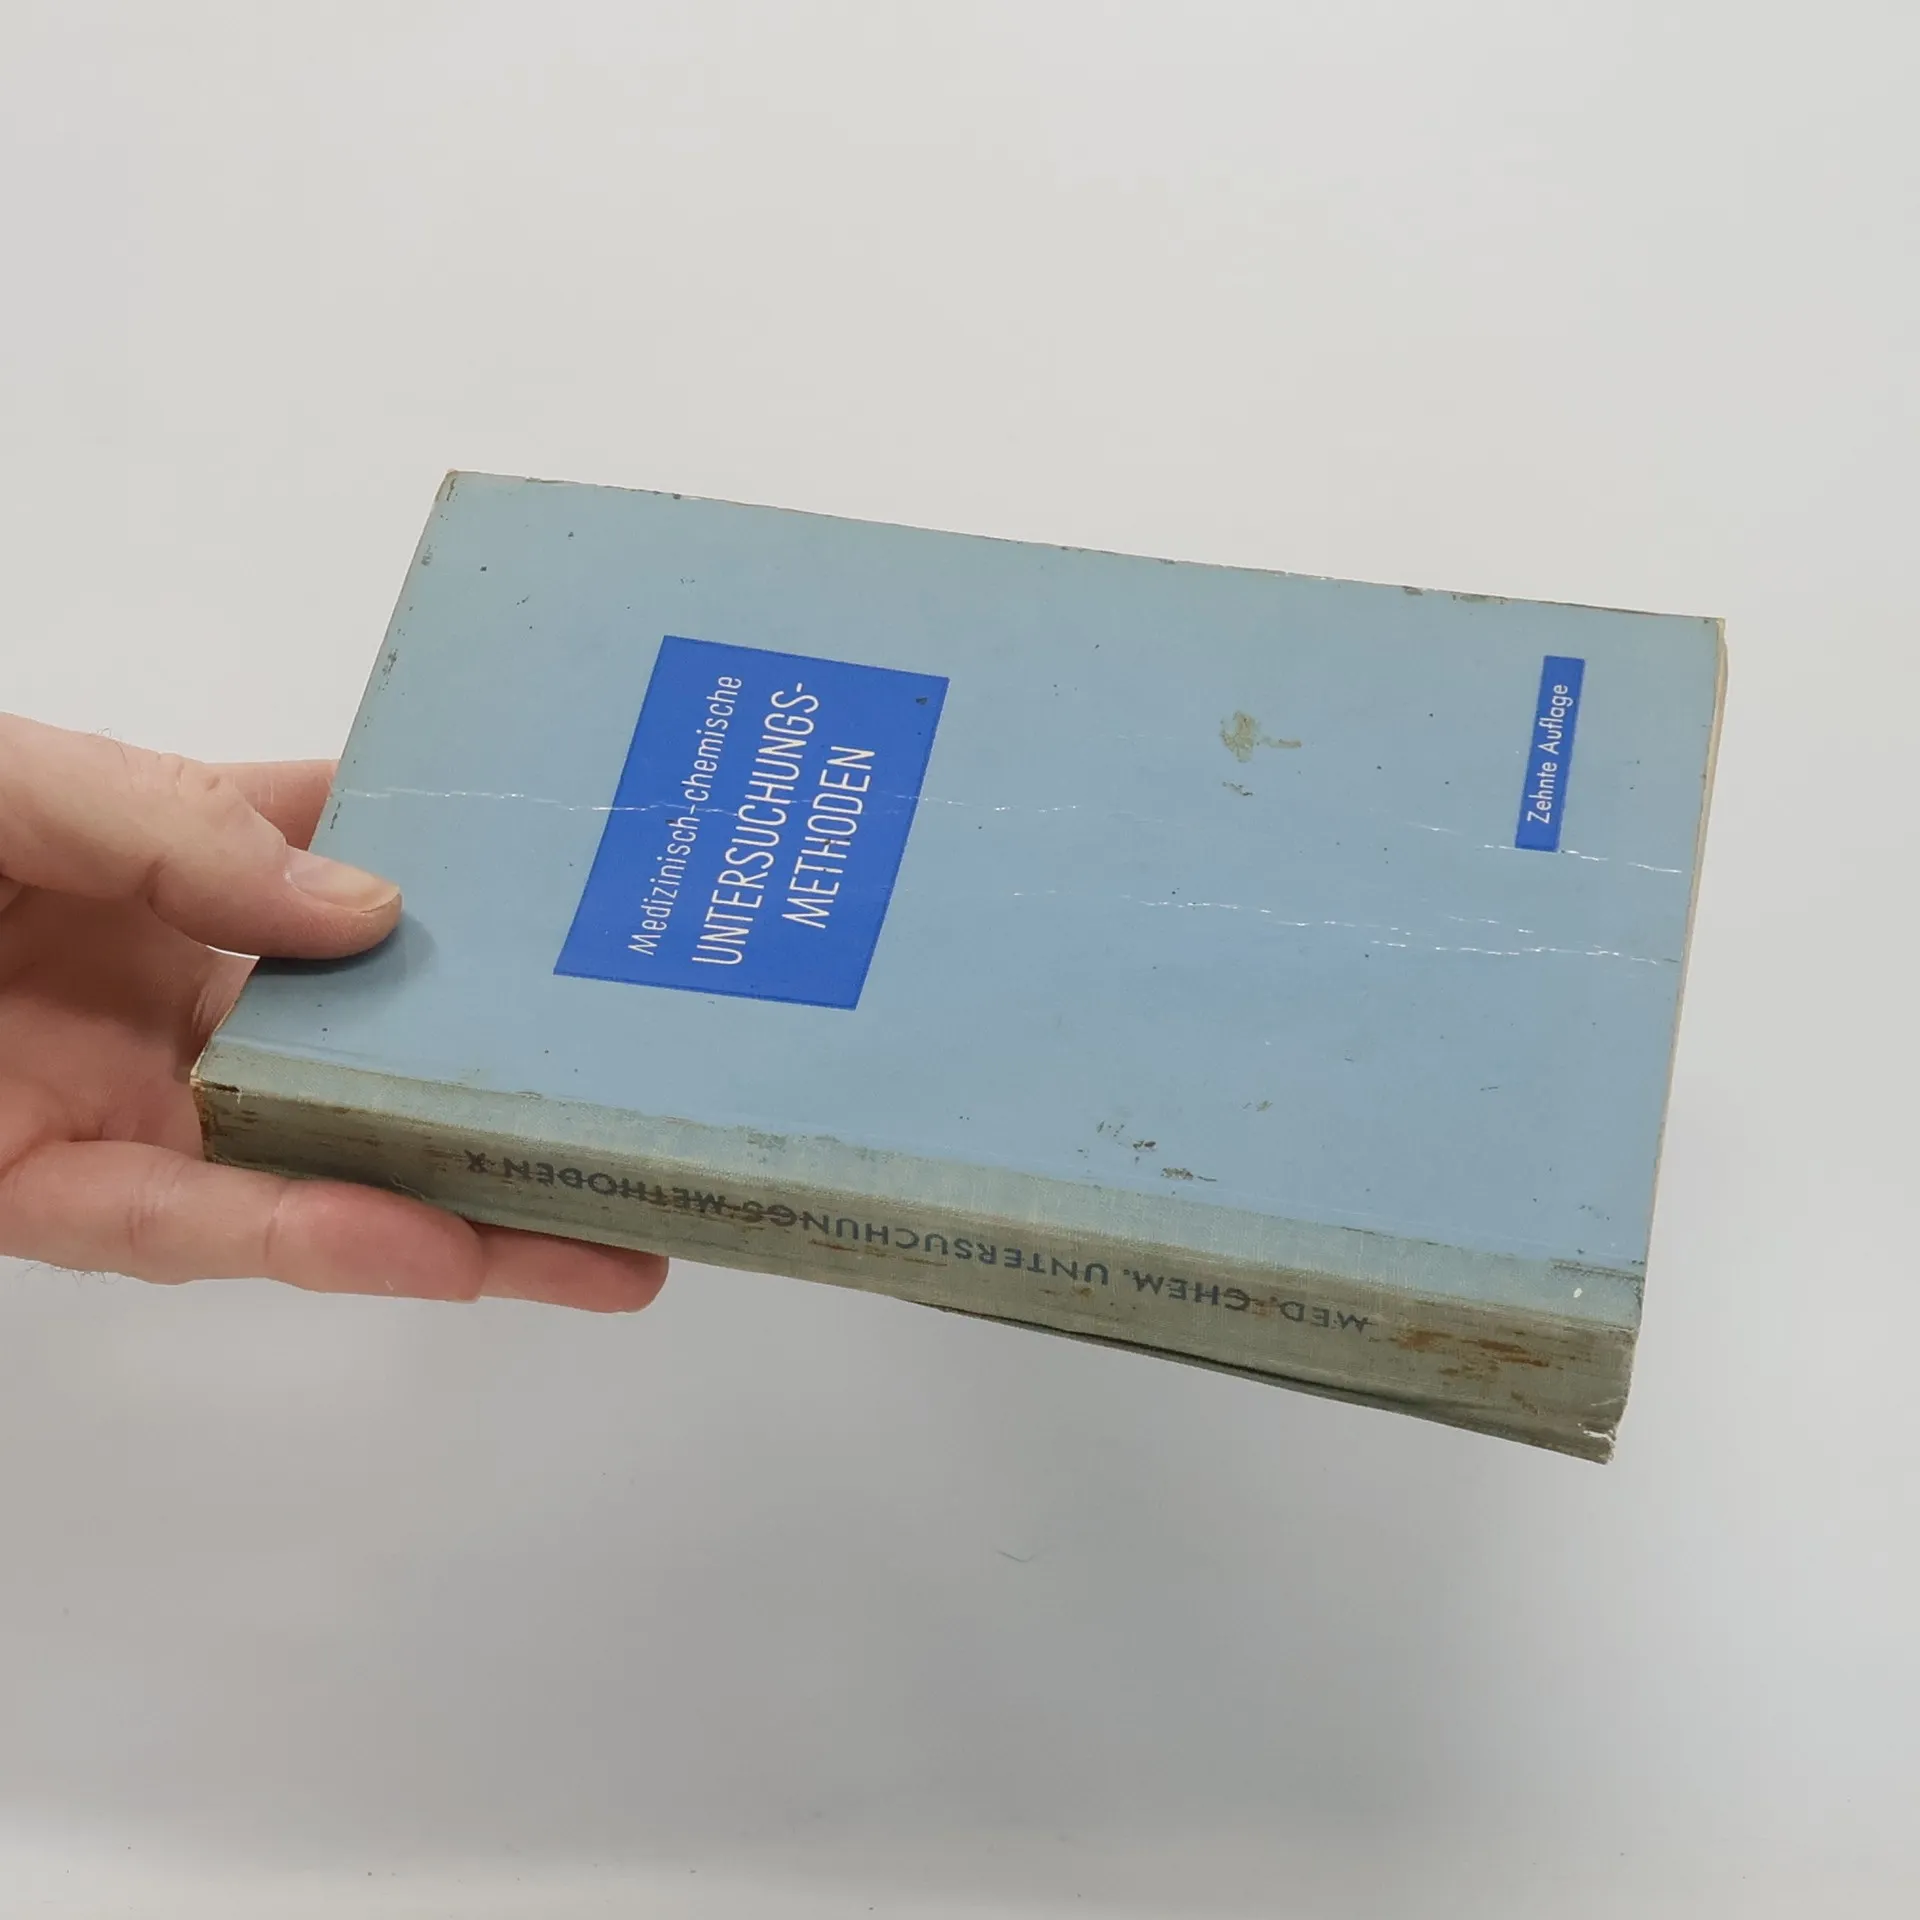 Medizinisch-chemische
UNTERSUCHUNGS-
METHODEN
Zehnte Auflage
MED. CHEM. UNTERSUCHUNGS METHODEN X